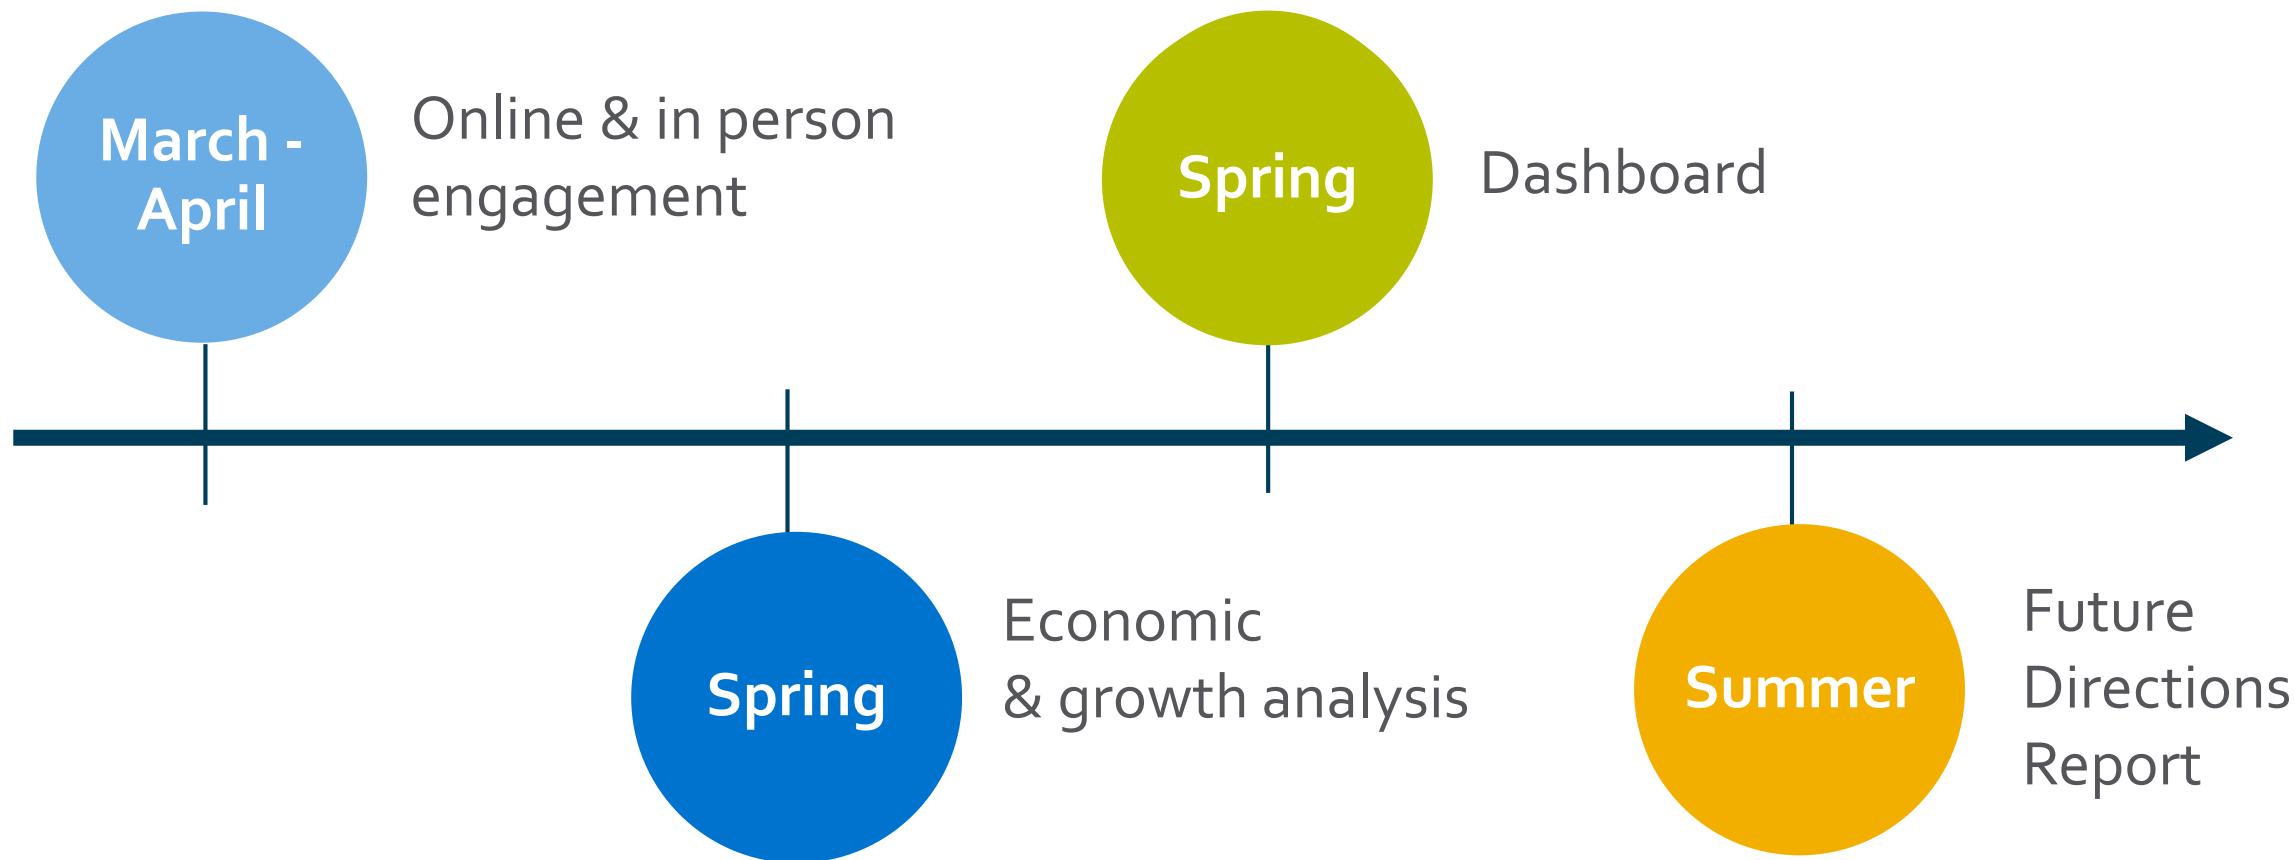 March -
April
Online & in person
engagement
Spring
Economic
& growth analysis
Spring
Dashboard
Summer
Future
Directions
Report